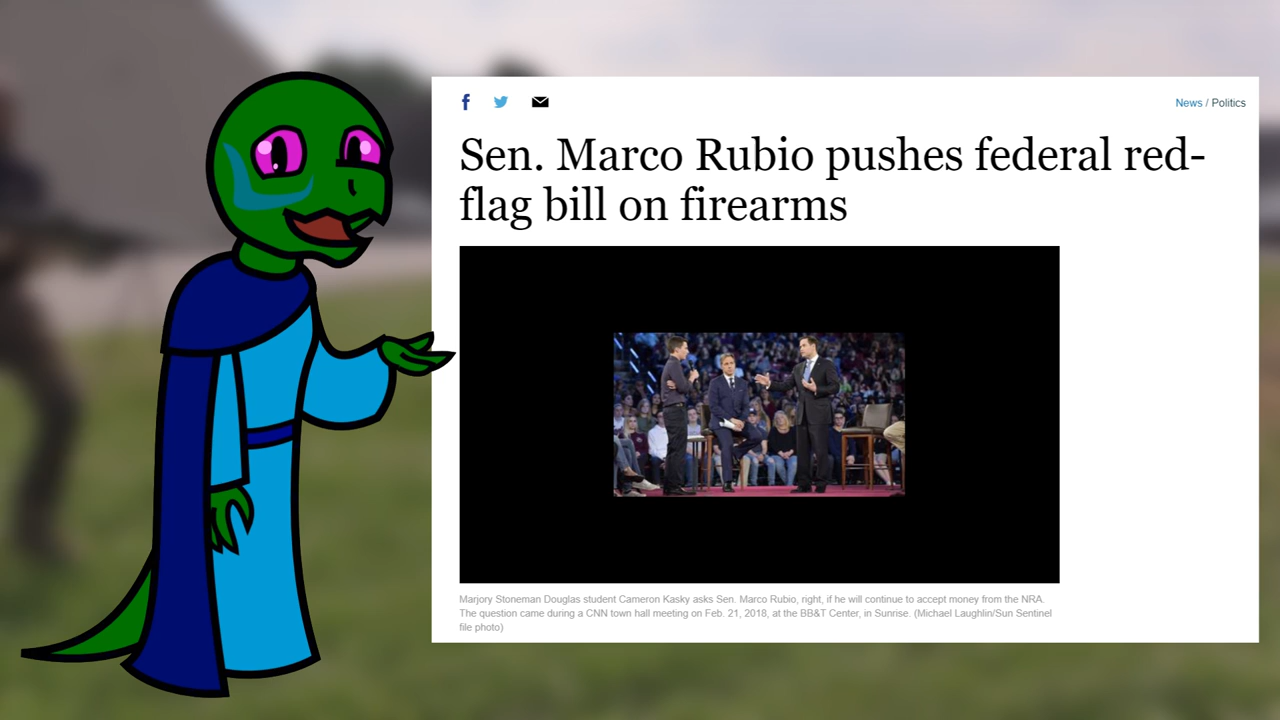 News / Politics
Sen. Marco Rubio pushes federal red-
flag bill on firearms
Marjory Stoneman Douglas student Cameron Kasky asks Sen. Marco Rubio, right, if he will continue to accept money from the NRA.
The question came during a CNN town hall meeting on Feb. 21, 2018, at the BB&T Center, in Sunrise. (Michael Laughlin/Sun Sentinel
file photo)